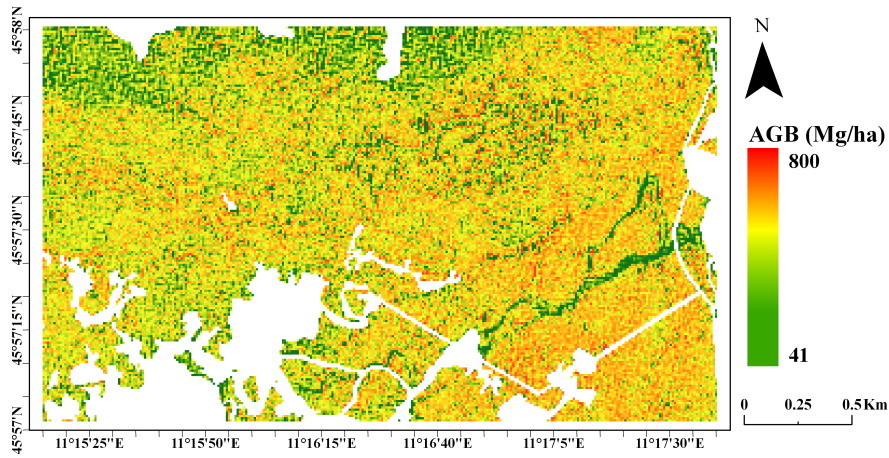 45°58'N
45°57'45"N
45°57'30"N
45°57'15"N
45°57'N
11°15'25"E
11°15'50"E
11°16'15"E
11°16'40"E
11°17'5"E
11°17'30"E
N
AGB (Mg/ha)
800
41
0 0.25 0.5 Km